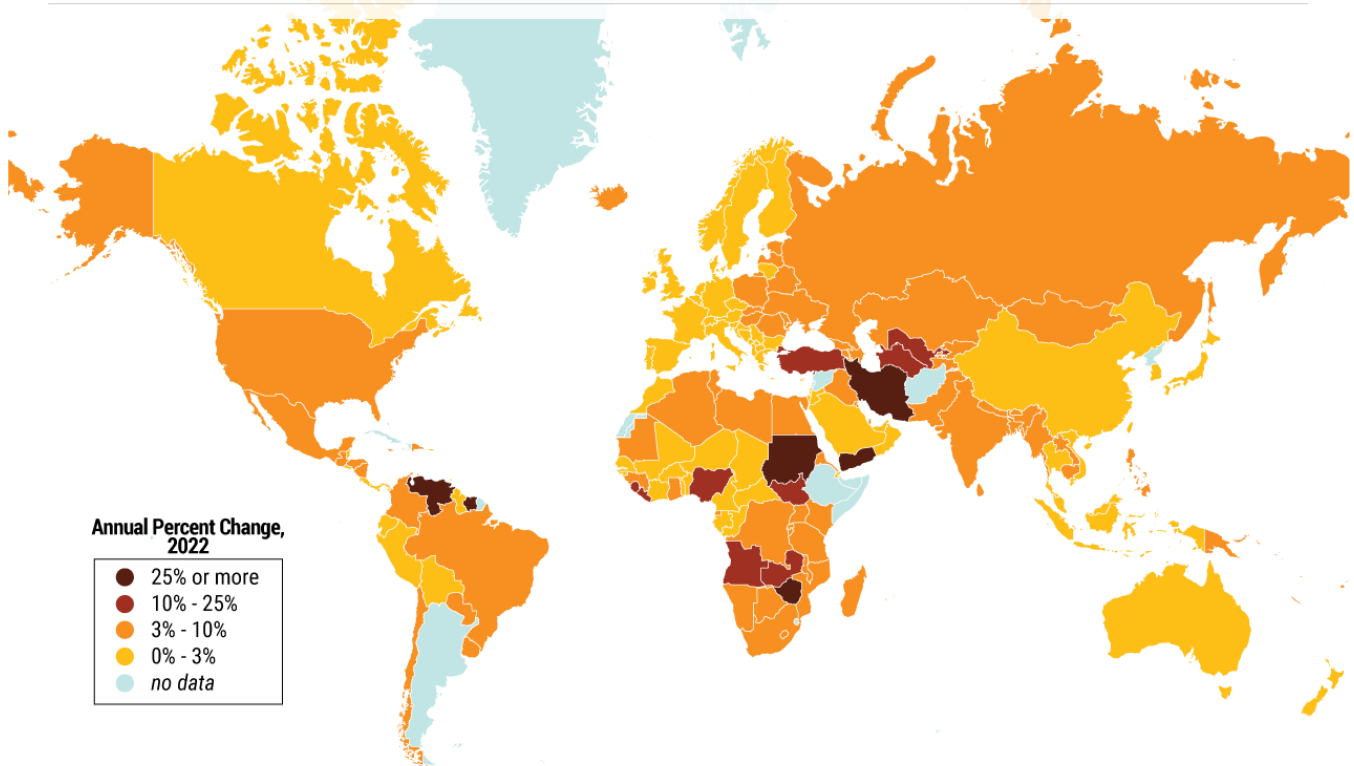 Annual Percent Change,
2022
25% or more
10% - 25%
3% - 10%
0% - 3%
no data